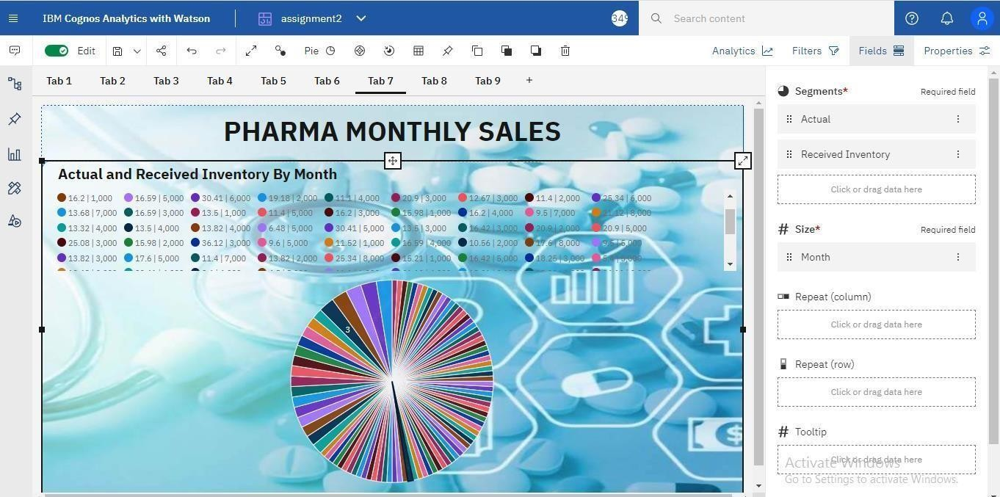 IBM Cognos Analytics with Watson assignment2 Search content
Edit Pie Analytics Filters Fields Properties
Tab 1 Tab 2 Tab 3 Tab 4 Tab 5 Tab 6 Tab 7 Tab 8 Tab 9 +
PHARMA MONTHLY SALES
Actual and Received Inventory By Month
16.2 | 1,000 16.59 | 5,000 30.41 | 6,000 19.18 | 2,000 11.1 | 4,000 20.9 | 3,000 12.67 | 3,000 11.4 | 2,000 25.34 | 6,000
13.68 | 7,000 16.59 | 3,000 13.5 | 1,000 11.4 | 5,000 16.2 | 3,000 15.98 | 1,000 16.2 | 4,000 9.5 | 7,000 21.12 | 8,000
13.32 | 4,000 13.5 | 4,000 13.82 | 4,000 6.48 | 5,000 30.41 | 5,000 13.5 | 3,000 16.42 | 3,000 20.9 | 2,000 20.9 | 5,000
25.08 | 3,000 15.98 | 2,000 36.12 | 3,000 9.6 | 5,000 11.52 | 1,000 16.59 | 4,000 10.56 | 2,000 17.6 | 8,000
13.82 | 3,000 17.6 | 5,000 11.4 | 7,000 13.82 | 2,000 25.34 | 8,000 15.21 | 1,000 16.42 | 5,000 18.25 | 3,000
3
Segments* Required field
Actual
Received Inventory
Click or drag data here
Size* Required field
Month
Repeat (column)
Click or drag data here
Repeat (row)
Click or drag data here
Tooltip
Click or drag data here
Activate Windows
Go to Settings to activate Windows.